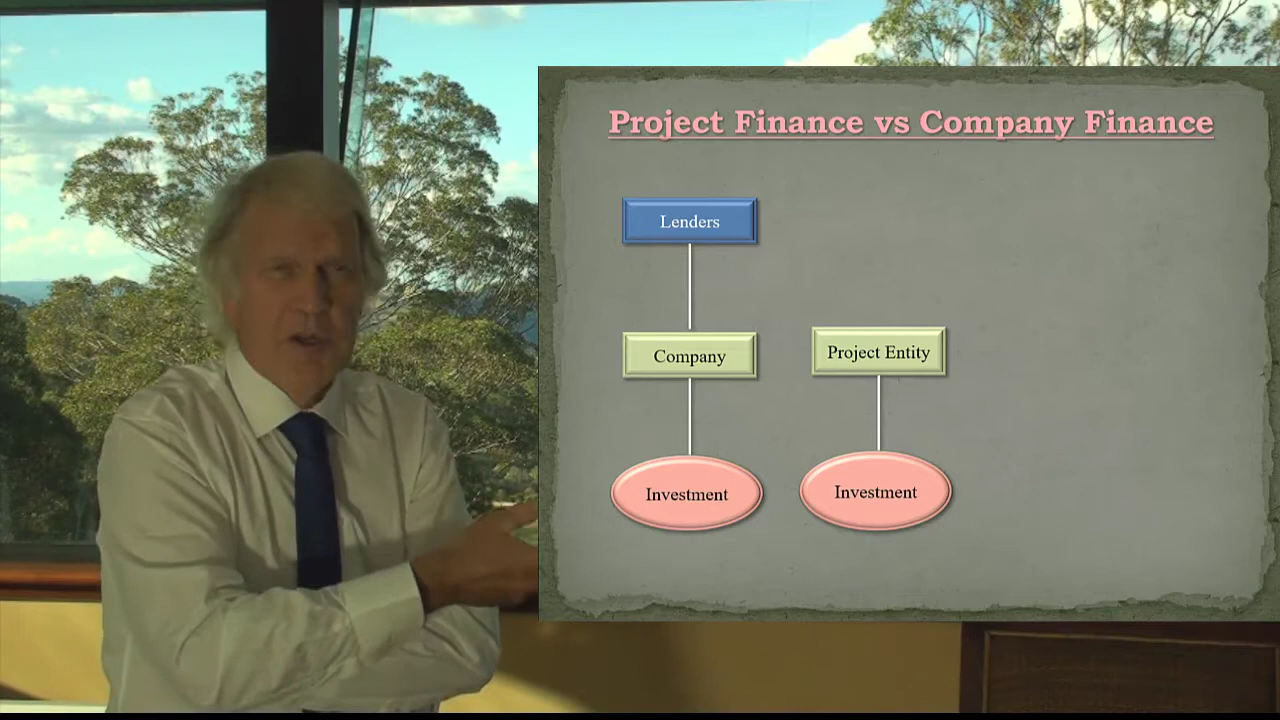 Project Finance vs Company Finance
Lenders
Company
Project Entity
Investment
Investment